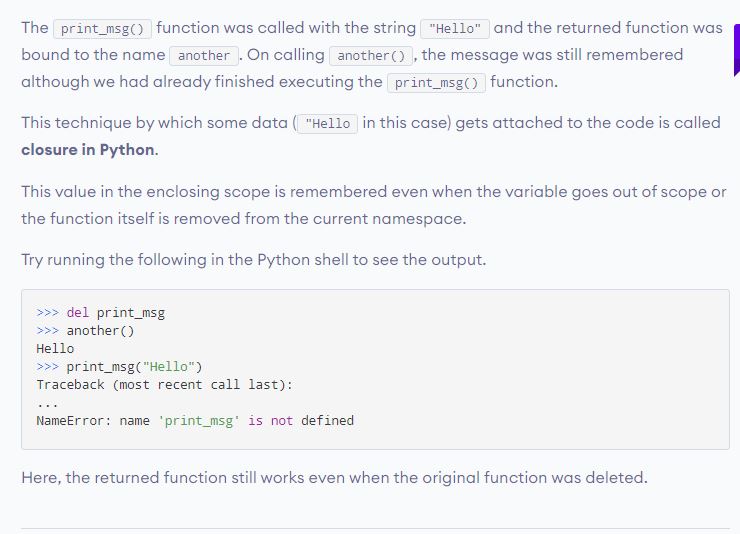 The print_msg() function was called with the string "Hello" and the returned function was
bound to the name another . On calling another() , the message was still remembered
although we had already finished executing the print_msg() function.
This technique by which some data ( "Hello in this case) gets attached to the code is called
closure in Python.
This value in the enclosing scope is remembered even when the variable goes out of scope or
the function itself is removed from the current namespace.
Try running the following in the Python shell to see the output.
>>> del print_msg
>>> another()
Hello
>>> print_msg("Hello")
Traceback (most recent call last):
...
NameError: name 'print_msg' is not defined
Here, the returned function still works even when the original function was deleted.